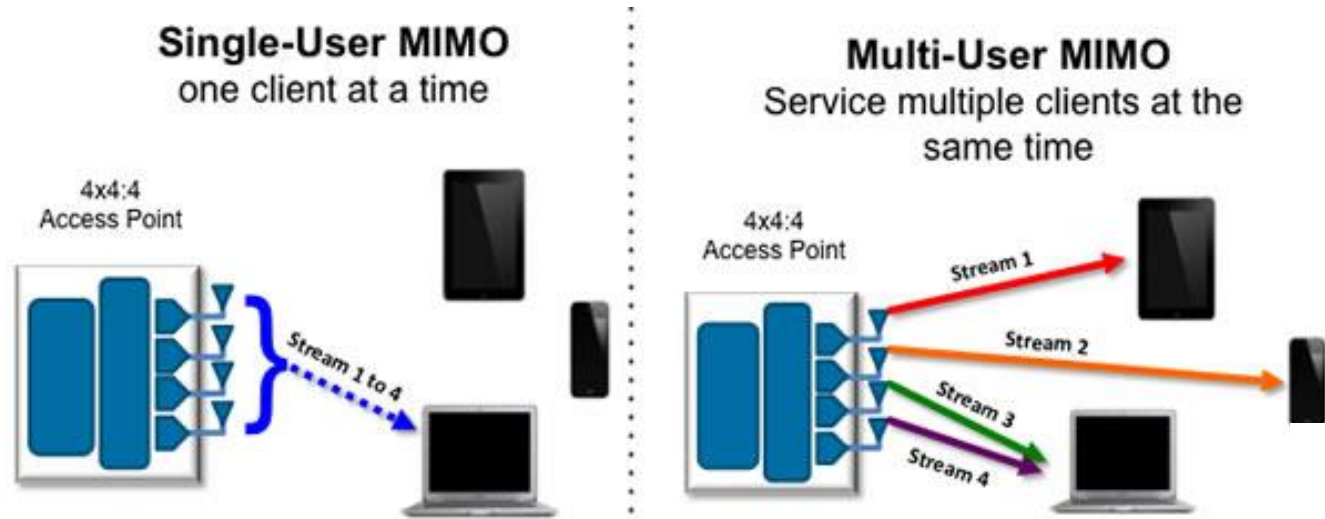 Single-User MIMO
one client at a time
4x4:4
Access Point
Stream 1 to 4
Multi-User MIMO
Service multiple clients at the
same time
4x4:4
Access Point
Stream 1
Stream 2
Stream 3
Stream 4